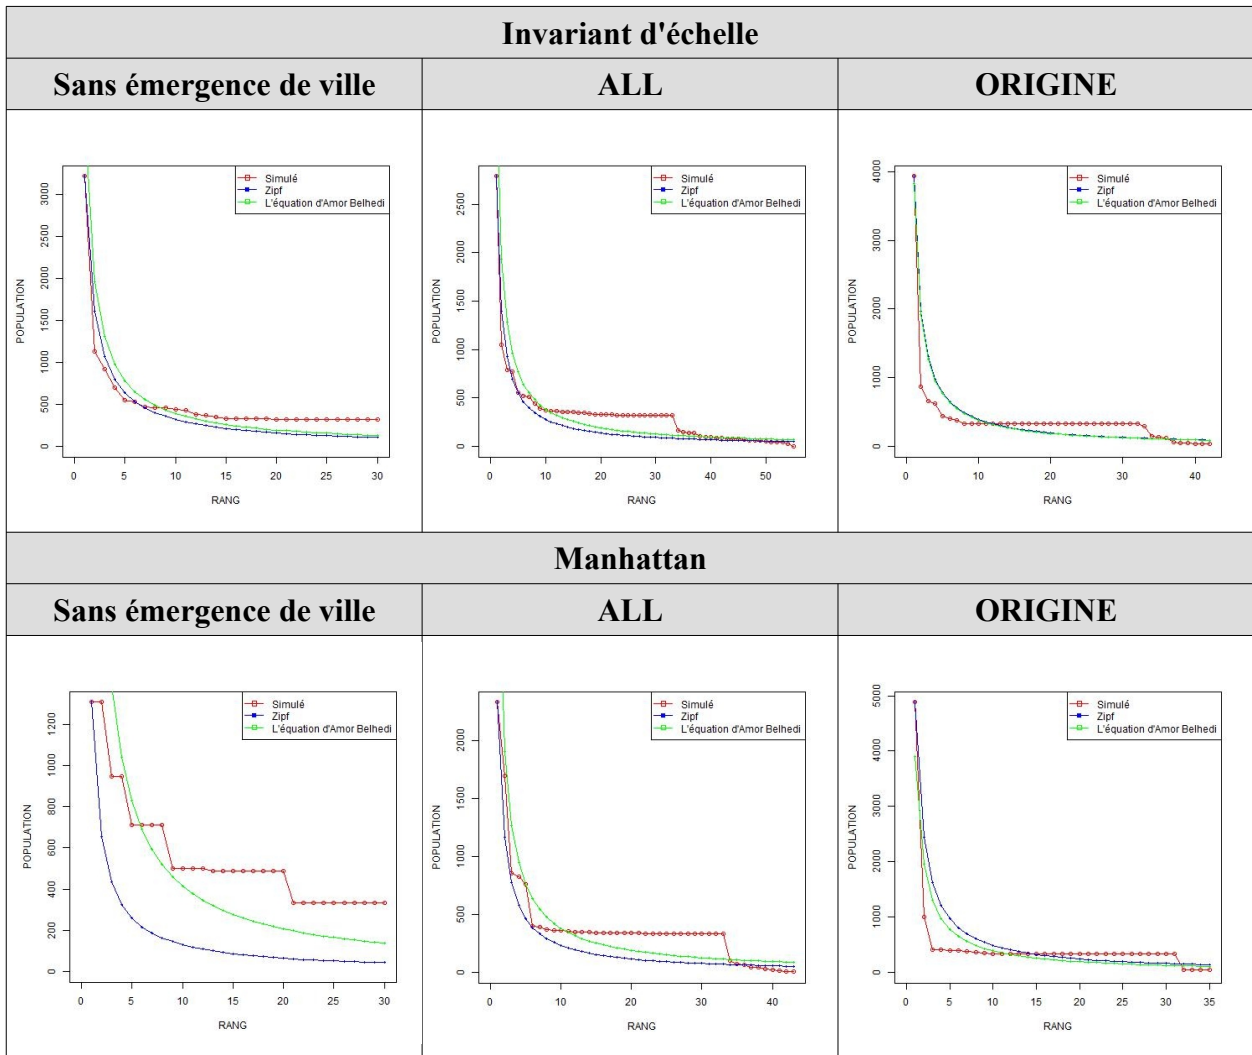 Invariant d'échelle
Sans émergence de ville ALL ORIGINE
Simulé
Zipf
L'équation d'Amor Belhedi
POPULATION
0 500 1000 1500 2000 2500 3000
0 5 10 15 20 25 30
RANG
Simulé
Zipf
L'équation d'Amor Belhedi
POPULATION
0 500 1000 1500 2000 2500
0 10 20 30 40 50
RANG
Simulé
Zipf
L'équation d'Amor Belhedi
POPULATION
0 1000 2000 3000 4000
0 10 20 30 40
RANG
Manhattan
Sans émergence de ville ALL ORIGINE
Simulé
Zipf
L'équation d'Amor Belhedi
POPULATION
0 200 400 600 800 1000 1200
0 5 10 15 20 25 30
RANG
Simulé
Zipf
L'équation d'Amor Belhedi
POPULATION
0 500 1000 1500 2000
0 10 20 30 40
RANG
Simulé
Zipf
L'équation d'Amor Belhedi
POPULATION
0 1000 2000 3000 4000 5000
0 5 10 15 20 25 30 35
RANG